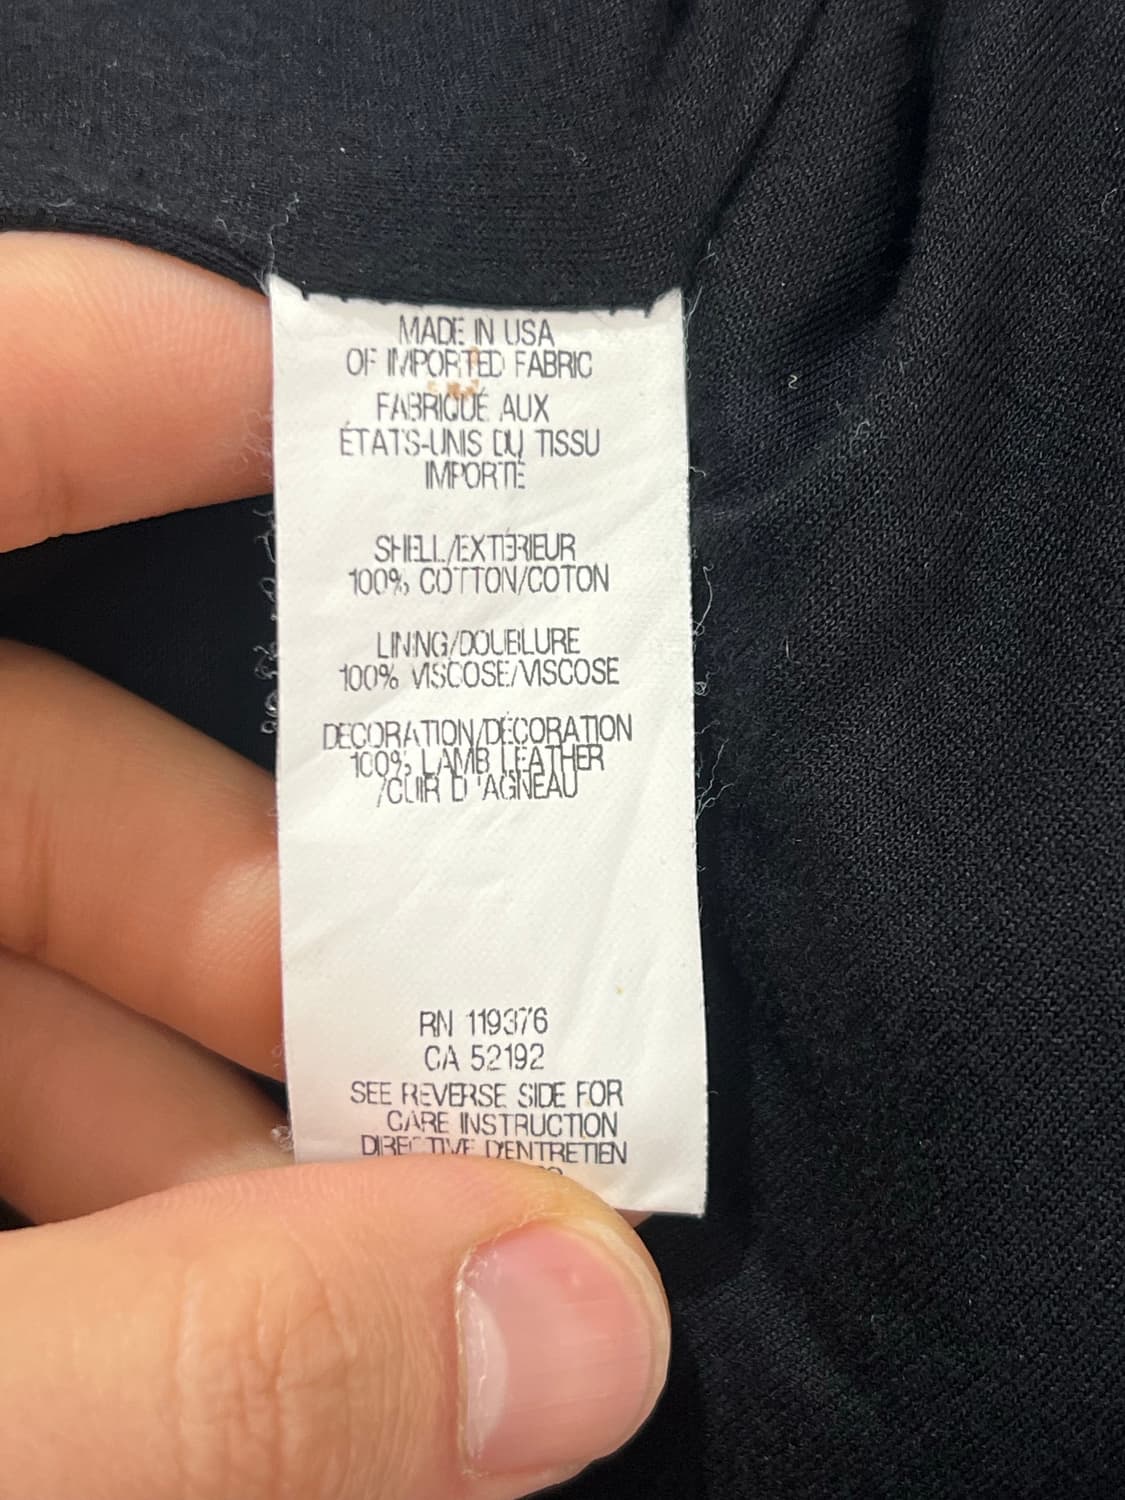 MADE IN USA
OF IMPORTED FABRIC
FABRIQUÉ AUX
ÉTATS-UNIS DU TISSU
IMPORTÉ
SHELL/EXTÉRIEUR
100% COTTON/COTON
LINING/DOUBLURE
100% VISCOSE/VISCOSE
DECORATION/DÉCORATION
100% LAMB LEATHER
/CUIR D 'AGNEAU
RN 119376
CA 52192
SEE REVERSE SIDE FOR
CARE INSTRUCTION
DIRECTIVE D'ENTRETIEN